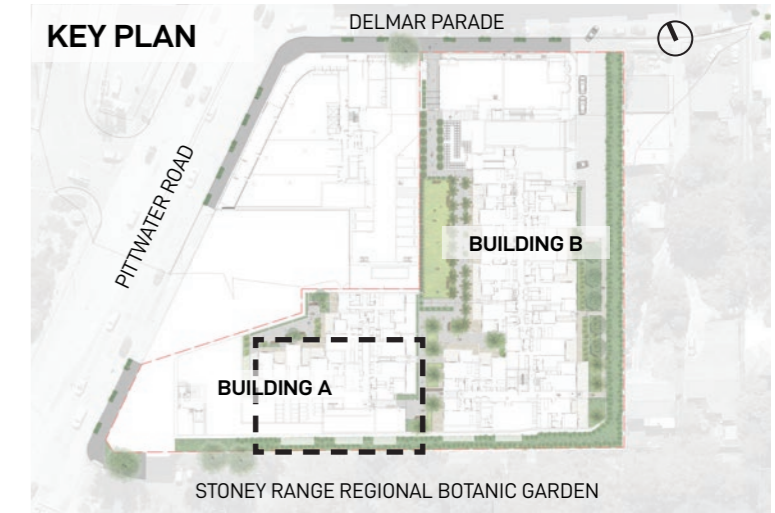 KEY PLAN
DELMAR PARADE
PITTWATER ROAD
BUILDING B
BUILDING A
STONEY RANGE REGIONAL BOTANIC GARDEN